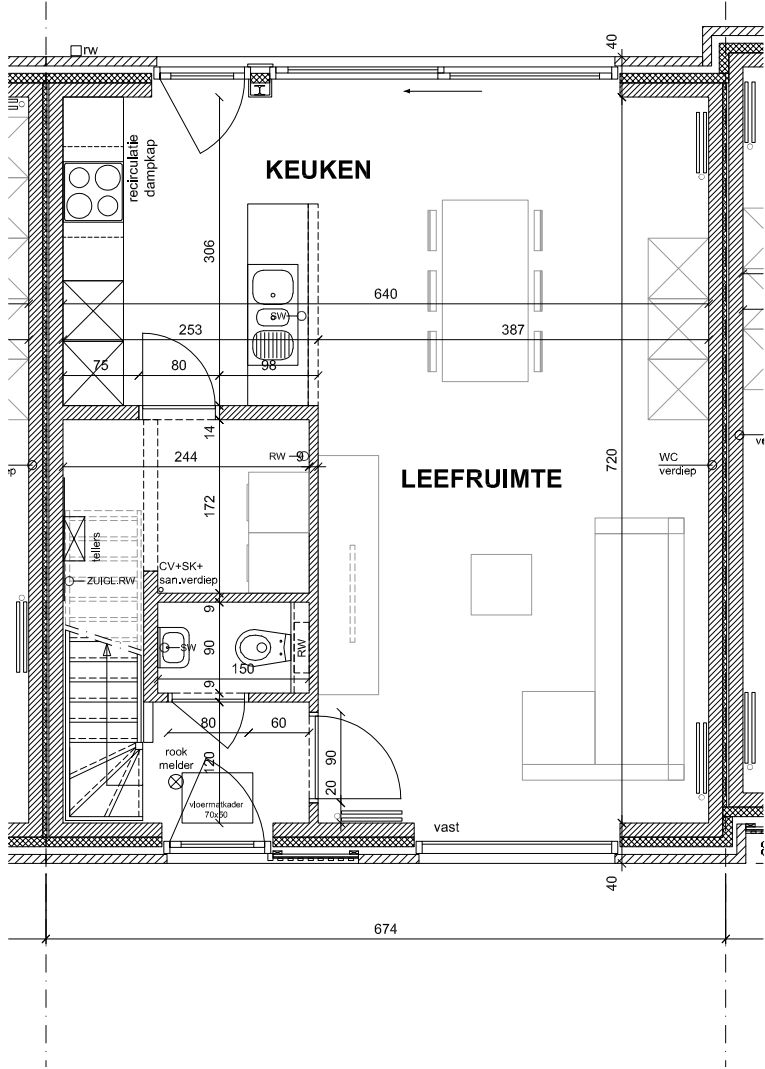 rw
40
recirculatie
dampkap
KEUKEN
306
640
SW
253
387
75
80
98
14
244
RW
9
720
WC
verdiep
LEEFRUIMTE
172
tellers
CV+SK+
san.verdiep
ZUIGL.RW
9
90
SW
RW
150
9
80
60
120
rook
melder
90
20
vloermatkader
vast
40
674